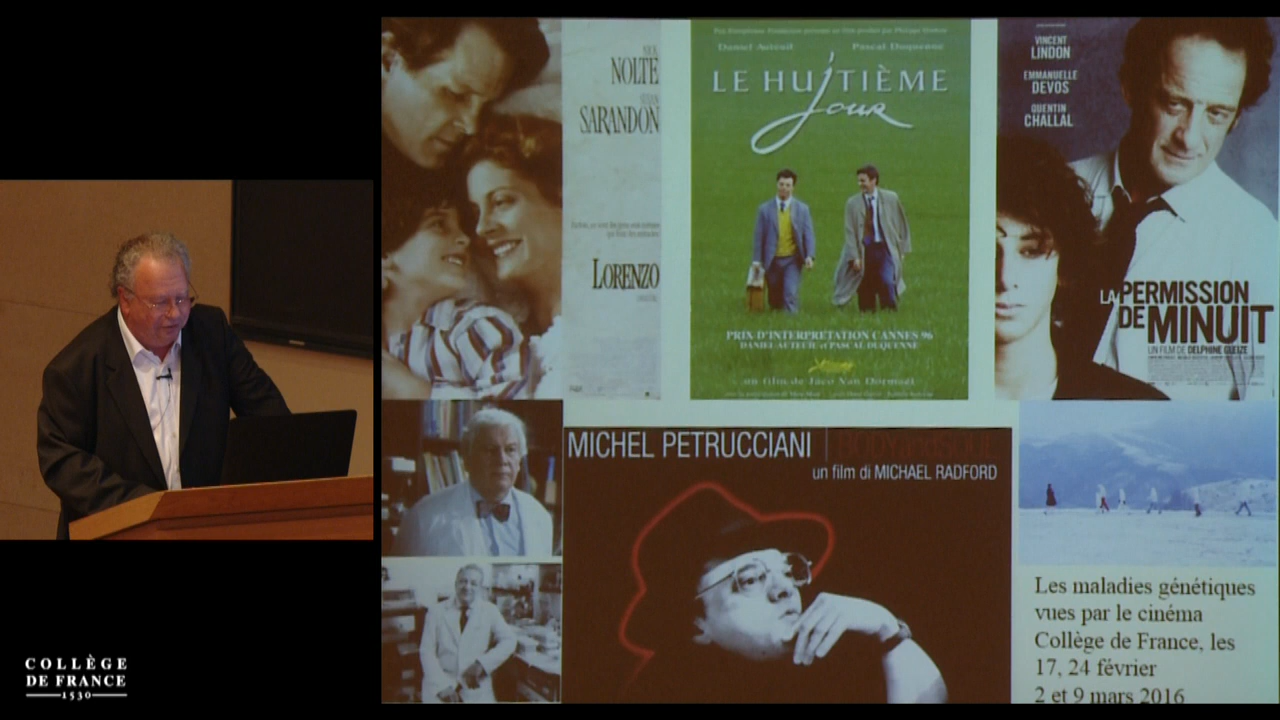 NOLTE
SARANDON
LORENZO
Daniel Auteuil Pascal Duquenne
LE HUITIÈME
jour
PRIX D'INTERPRETATION CANNES 96
DANIEL AUTEUIL et PASCAL DUQUENNE
un film de Jaco Van Dormael
VINCENT
LINDON
EMMANUELLE
DEVOS
QUENTIN
CHALLAL
LA PERMISSION
DE MINUIT
UN FILM DE DELPHINE GLEIZE
MICHEL PETRUCCIANI
un film di MICHAEL RADFORD
Les maladies génétiques
vues par le cinéma
Collège de France, les
17, 24 février
2 et 9 mars 2016
COLLÈGE
DE FRANCE
1530